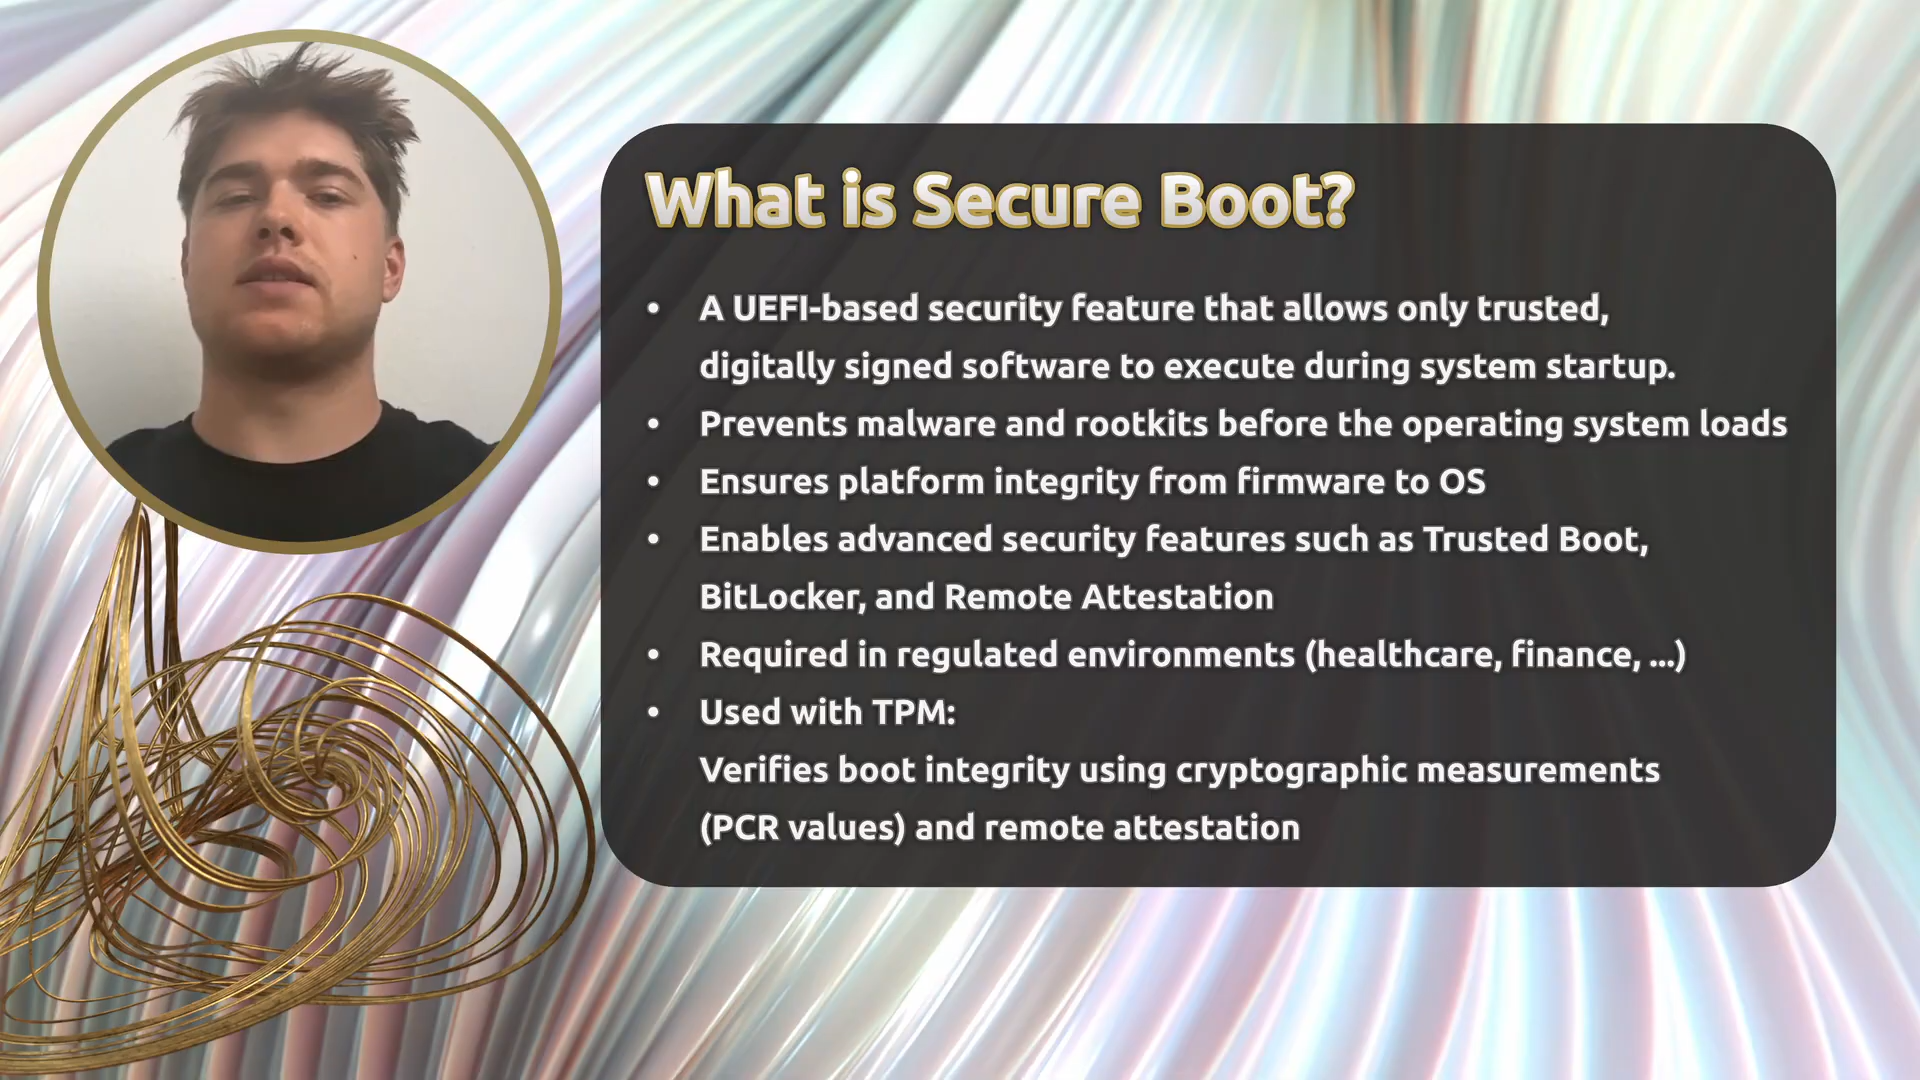 What is Secure Boot?
• A UEFI-based security feature that allows only trusted,
digitally signed software to execute during system startup.
• Prevents malware and rootkits before the operating system loads
• Ensures platform integrity from firmware to OS
• Enables advanced security features such as Trusted Boot,
BitLocker, and Remote Attestation
• Required in regulated environments (healthcare, finance, ...)
• Used with TPM:
Verifies boot integrity using cryptographic measurements
(PCR values) and remote attestation